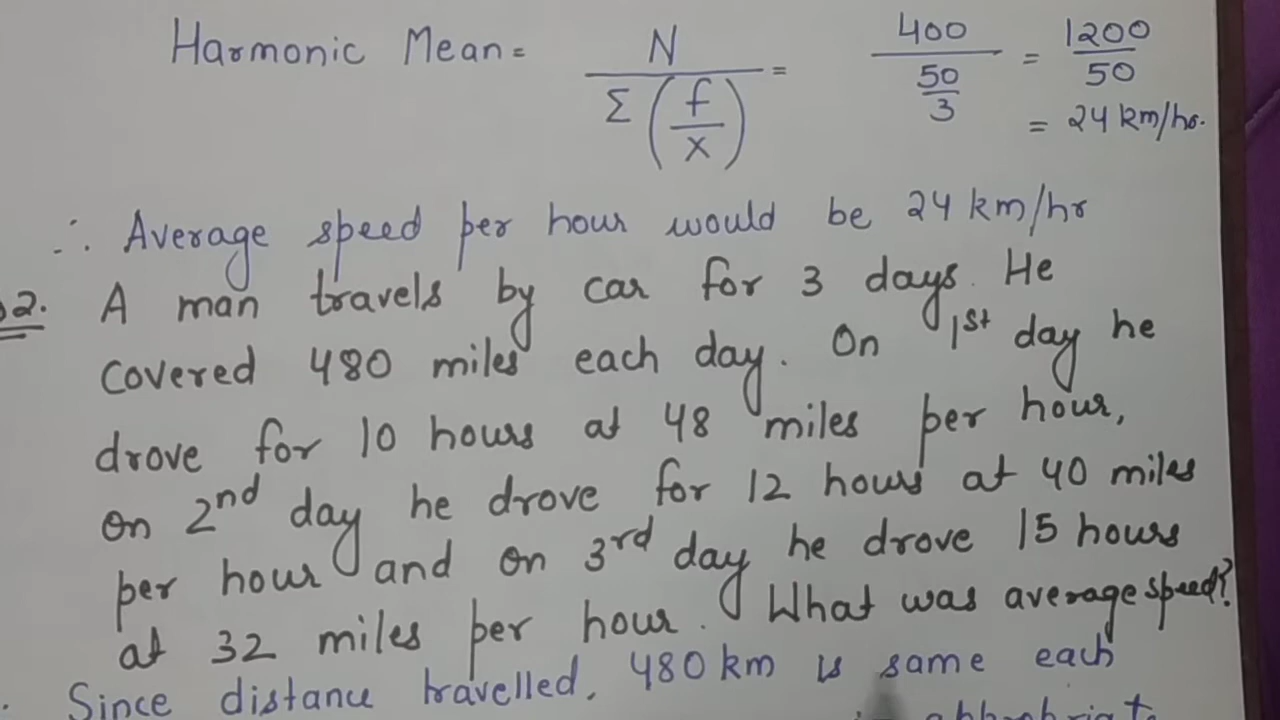 Harmonic Mean = N / Σ (f/x) = 400 / (50/3) = 1200/50
= 24 km/hr.
∴ Average speed per hour would be 24 km/hr
2. A man travels by car for 3 days. He
covered 480 miles each day. On 1st day he
drove for 10 hours at 48 miles per hour,
on 2nd day he drove for 12 hours at 40 miles
per hour and on 3rd day he drove 15 hours
at 32 miles per hour. What was average speed?
Since distance travelled, 480 km is same each